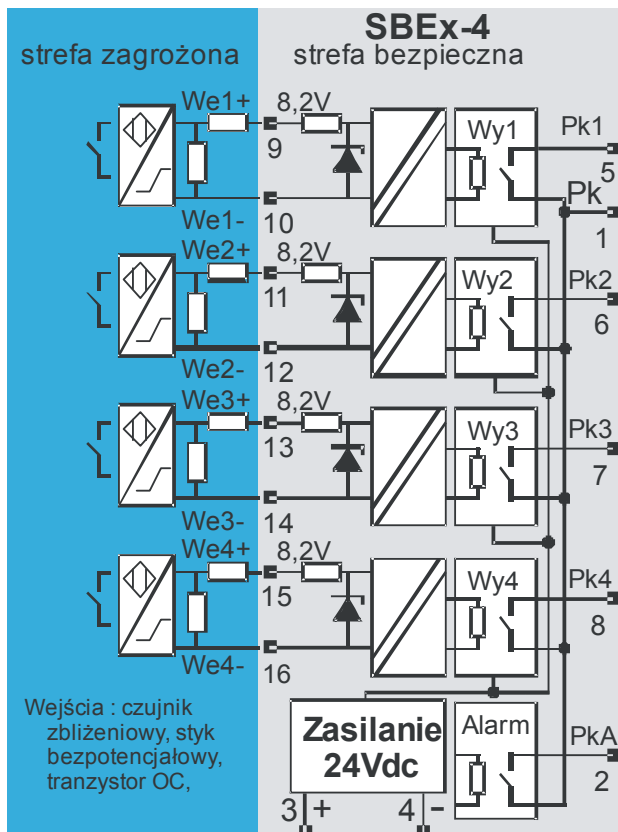 SBEx-4
strefa zagrożona
strefa bezpieczna
We1+
8,2V
9
Wy1
Pk1
5
Pk
1
We1-
10
We2+
8,2V
11
Wy2
Pk2
6
We2-
12
We3+
8,2V
13
Wy3
Pk3
7
We3-
14
We4+
8,2V
15
Wy4
Pk4
8
We4-
16
Wejścia : czujnik
zbliżeniowy, styk
bezpotencjałowy,
tranzystor OC,
Zasilanie
24Vdc
3 +
4 -
Alarm
PkA
2